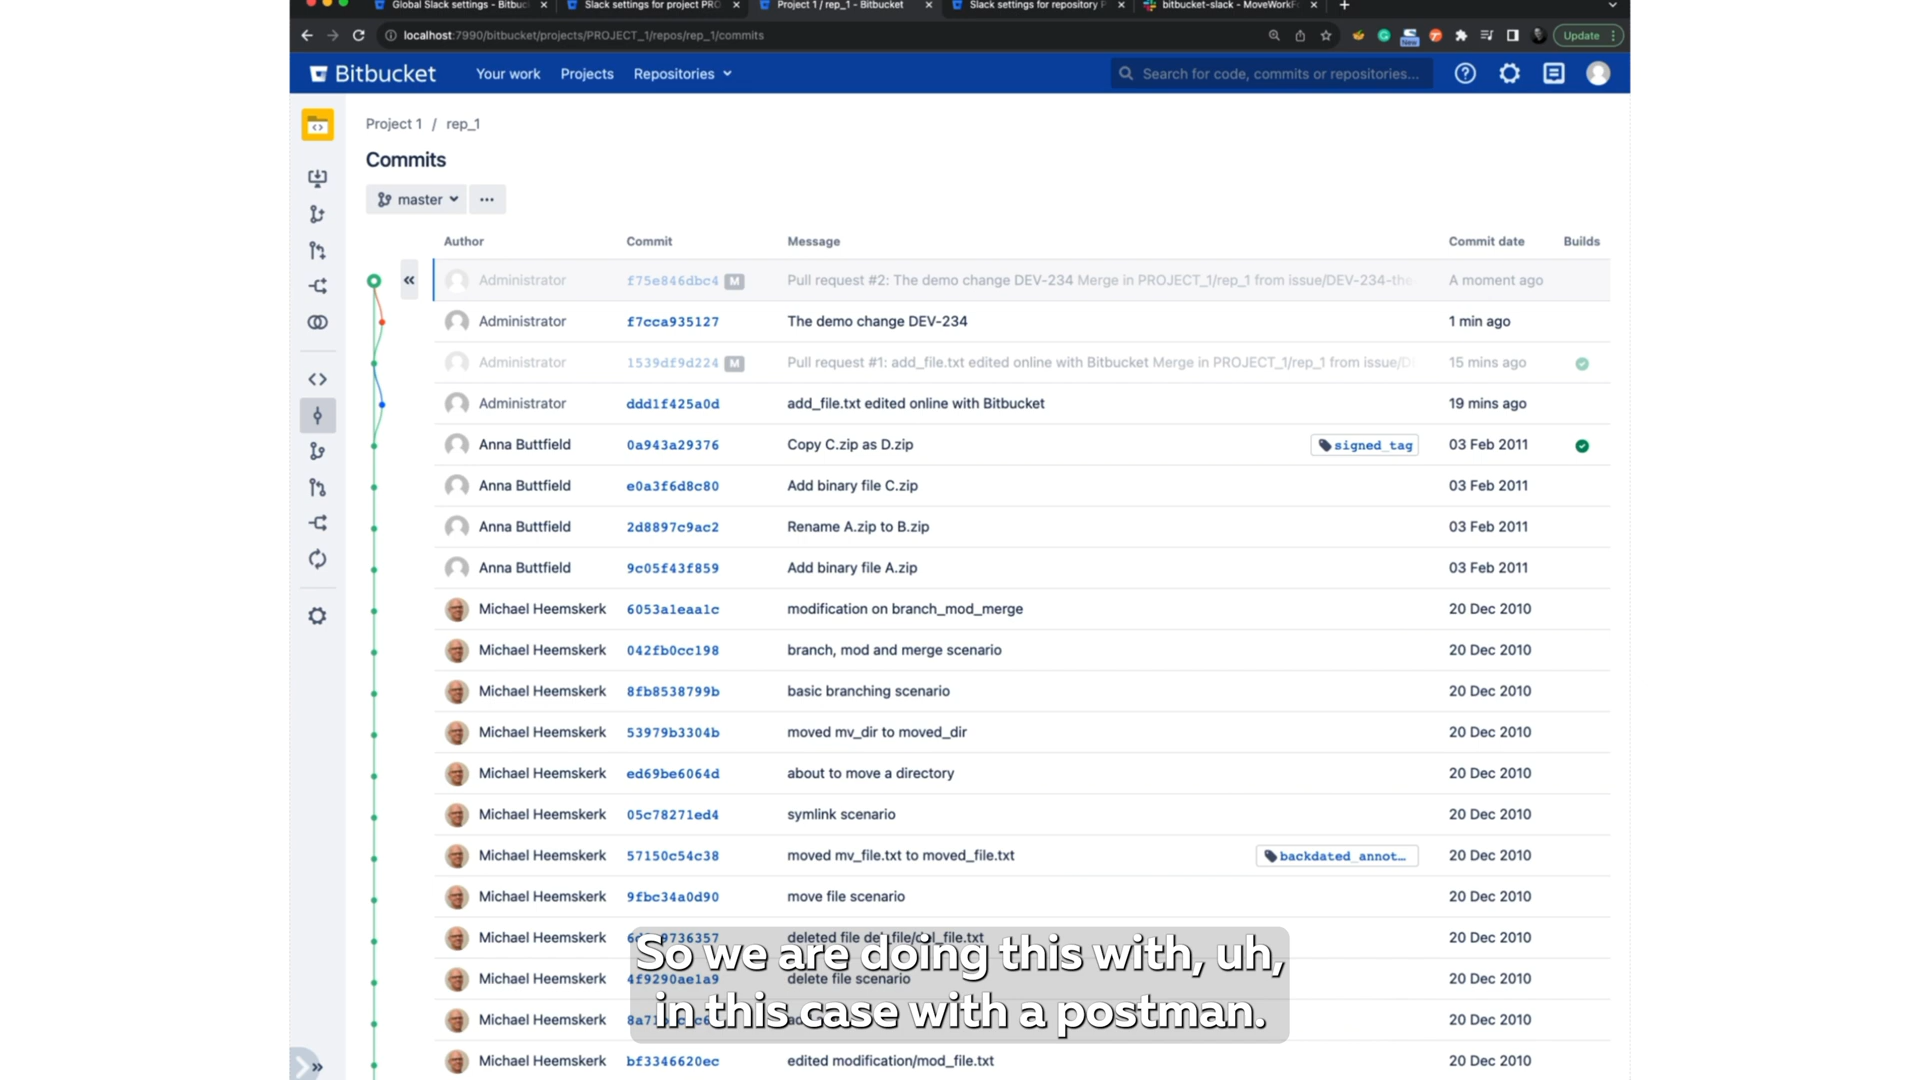 Global Slack settings - Bitbuc
Slack settings for project PRO
Project 1 / rep_1 - Bitbucket
Slack settings for repository P
bitbucket-slack - MoveWorkF
localhost:7990/bitbucket/projects/PROJECT_1/repos/rep_1/commits
New
Update
Bitbucket
Your work
Projects
Repositories
Search for code, commits or repositories...
Project 1 / rep_1
Commits
master
Author Commit Message Commit date Builds
Administrator f75e846dbc4 M Pull request #2: The demo change DEV-234 Merge in PROJECT_1/rep_1 from issue/DEV-234-the A moment ago
Administrator f7cca935127 The demo change DEV-234 1 min ago
Administrator 1539df9d224 M Pull request #1: add_file.txt edited online with Bitbucket Merge in PROJECT_1/rep_1 from issue/D 15 mins ago
Administrator ddd1f425a0d add_file.txt edited online with Bitbucket 19 mins ago
Anna Buttfield 0a943a29376 Copy C.zip as D.zip signed_tag 03 Feb 2011
Anna Buttfield e0a3f6d8c80 Add binary file C.zip 03 Feb 2011
Anna Buttfield 2d8897c9ac2 Rename A.zip to B.zip 03 Feb 2011
Anna Buttfield 9c05f43f859 Add binary file A.zip 03 Feb 2011
Michael Heemskerk 6053a1eaa1c modification on branch_mod_merge 20 Dec 2010
Michael Heemskerk 042fb0cc198 branch, mod and merge scenario 20 Dec 2010
Michael Heemskerk 8fb8538799b basic branching scenario 20 Dec 2010
Michael Heemskerk 53979b3304b moved mv_dir to moved_dir 20 Dec 2010
Michael Heemskerk ed69be6064d about to move a directory 20 Dec 2010
Michael Heemskerk 05c78271ed4 symlink scenario 20 Dec 2010
Michael Heemskerk 57150c54c38 moved mv_file.txt to moved_file.txt backdated_annot… 20 Dec 2010
Michael Heemskerk 9fbc34a0d90 move file scenario 20 Dec 2010
Michael Heemskerk deleted file 20 Dec 2010
Michael Heemskerk 4f9290ae1a9 delete file scenario 20 Dec 2010
Michael Heemskerk 20 Dec 2010
Michael Heemskerk bf3346620ec edited modification/mod_file.txt 20 Dec 2010
So we are doing this with, uh,
in this case with a postman.